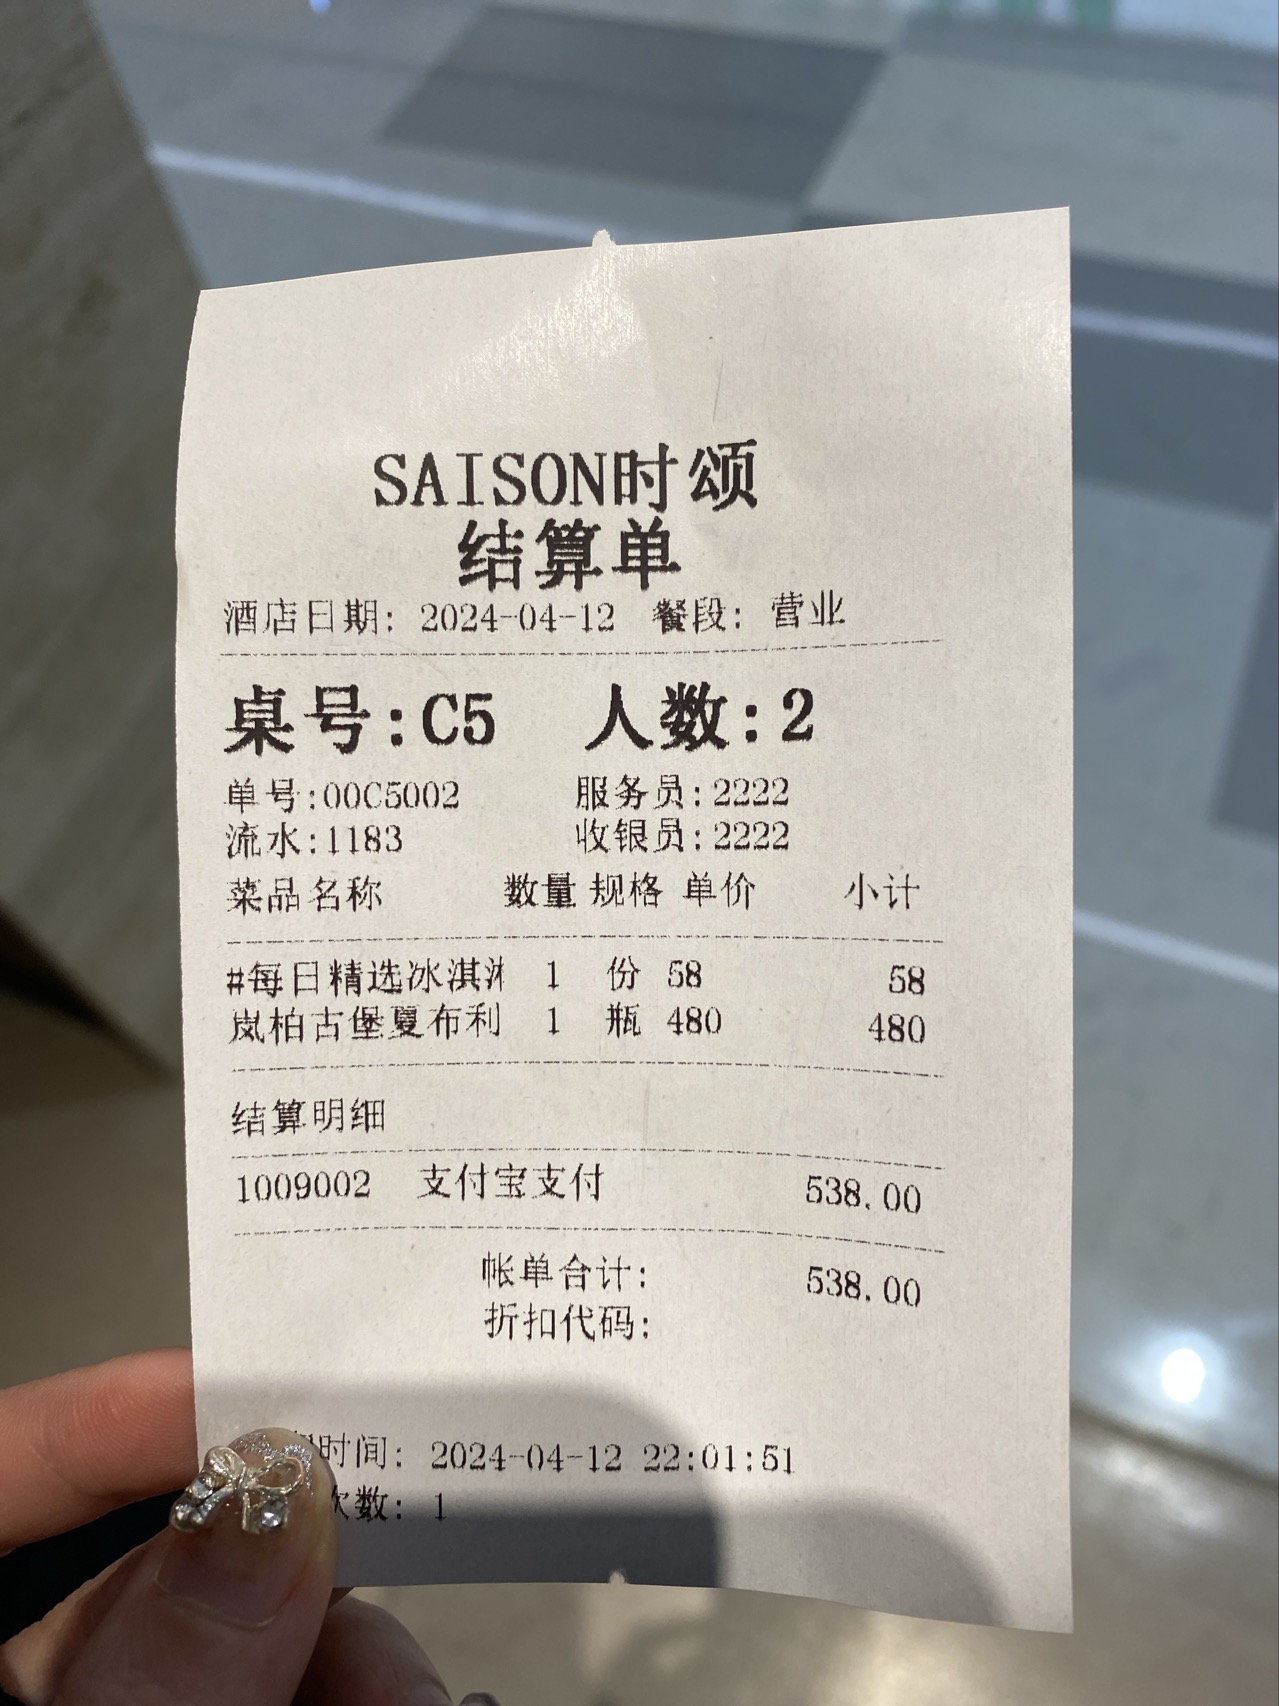 SAISON时颂
结算单
酒店日期: 2024-04-12 餐段: 营业
桌号:C5 人数:2
单号:00C5002 服务员:2222
流水:1183 收银员:2222
菜品名称 数量 规格 单价 小计
#每日精选冰淇 1 份 58 58
岚柏古堡夏布利 1 瓶 480 480
结算明细
1009002 支付宝支付 538.00
帐单合计: 538.00
折扣代码:
时间: 2024-04-12 22:01:51
次数: 1